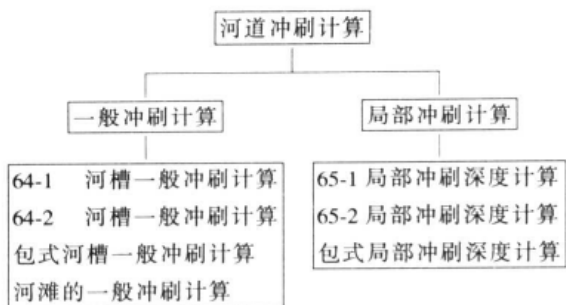 河道冲刷计算
一般冲刷计算
局部冲刷计算
64-1 河槽一般冲刷计算
64-2 河槽一般冲刷计算
包式河槽一般冲刷计算
河滩的一般冲刷计算
65-1 局部冲刷深度计算
65-2 局部冲刷深度计算
包式局部冲刷深度计算